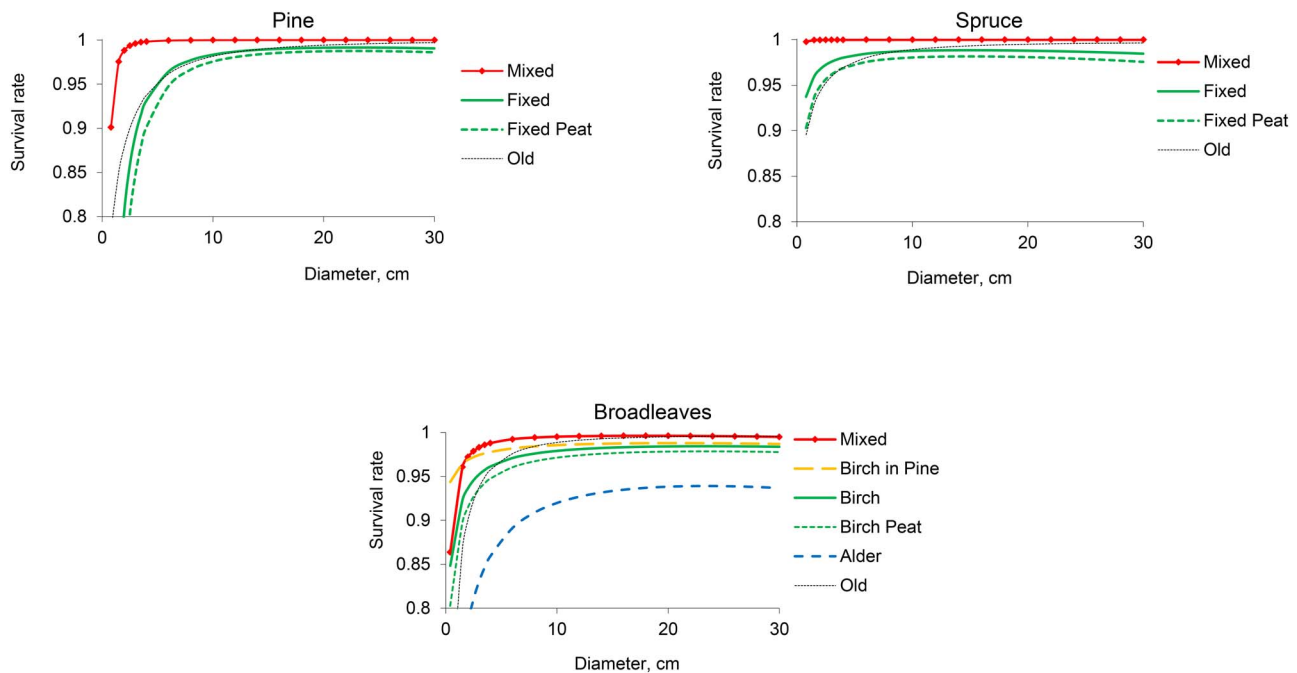 Pine
Survival rate
1
0.95
0.9
0.85
0.8
0
10
20
30
Diameter, cm
Mixed
Fixed
Fixed Peat
Old
Spruce
Survival rate
1
0.95
0.9
0.85
0.8
0
10
20
30
Diameter, cm
Mixed
Fixed
Fixed Peat
Old
Broadleaves
Survival rate
1
0.95
0.9
0.85
0.8
0
10
20
30
Diameter, cm
Mixed
Birch in Pine
Birch
Birch Peat
Alder
Old